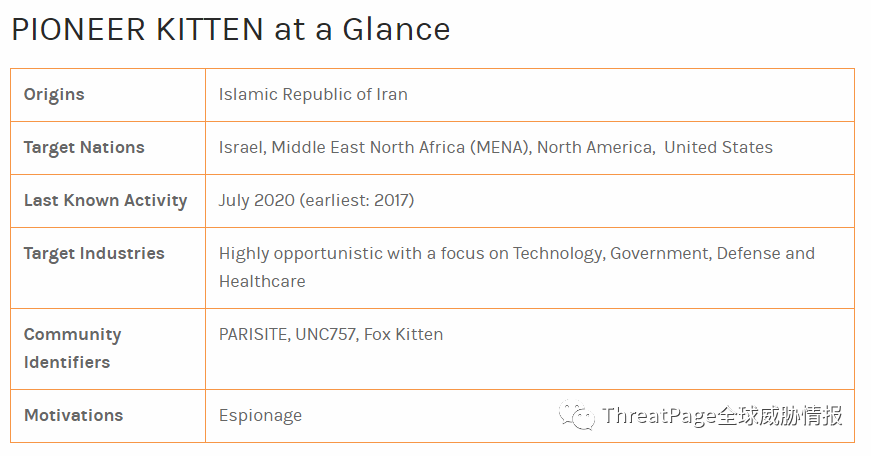 PIONEER KITTEN at a Glance
Origins
Islamic Republic of Iran
Target Nations
Israel, Middle East North Africa (MENA), North America, United States
Last Known Activity
July 2020 (earliest: 2017)
Target Industries
Highly opportunistic with a focus on Technology, Government, Defense and
Healthcare
Community
Identifiers
PARISITE, UNC757, Fox Kitten
Motivations
Espionage
ThreatPage全球威胁情报